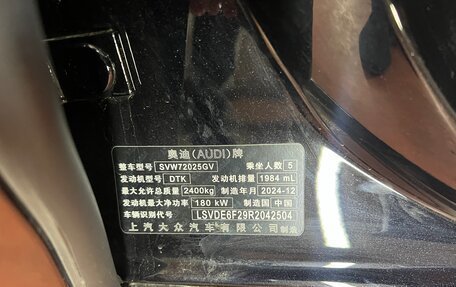 奥迪(AUDI)牌
整车型号 SVW72025GV 乘坐人数 5
发动机型号 DTK 发动机排量 1984 mL
最大允许总质量 2400kg 制造年月 2024-12
发动机最大净功率 180 kW 制造国 中国
车辆识别代号 LSVDE6F29R2042504
上汽大众汽车有限公司制造